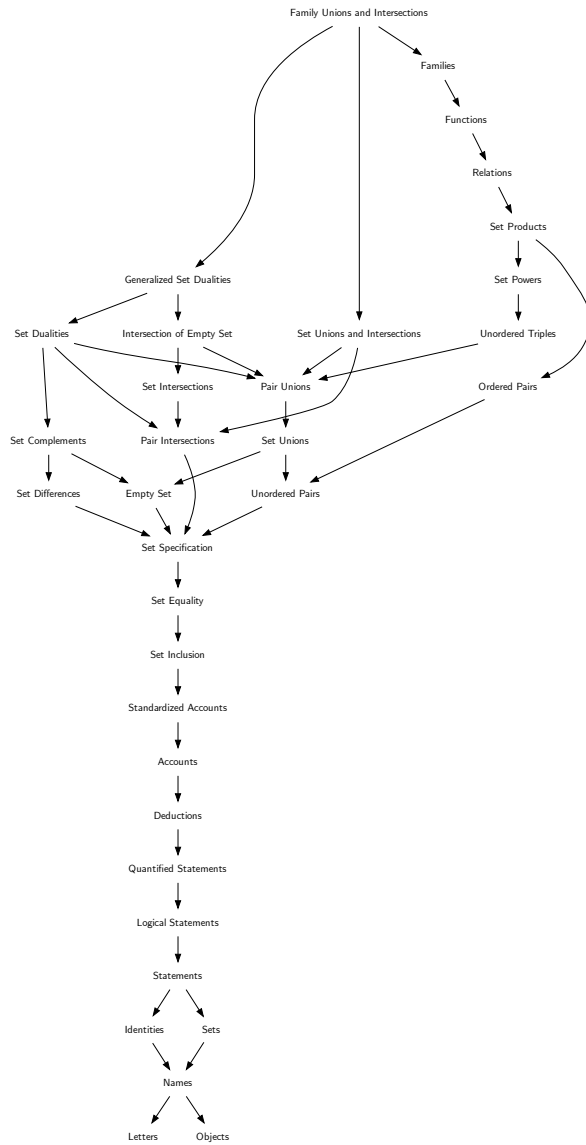 Family Unions and Intersections
Families
Functions
Relations
Set Products
Generalized Set Dualities
Set Powers
Set Dualities
Intersection of Empty Set
Set Unions and Intersections
Unordered Triples
Set Intersections
Pair Unions
Ordered Pairs
Set Complements
Pair Intersections
Set Unions
Set Differences
Empty Set
Unordered Pairs
Set Specification
Set Equality
Set Inclusion
Standardized Accounts
Accounts
Deductions
Quantified Statements
Logical Statements
Statements
Identities
Sets
Names
Letters
Objects